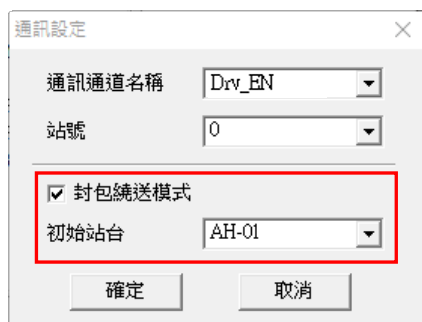 通訊設定
通訊通道名稱 Drv_EN
站號 0
封包繞送模式
初始站台 AH-01
確定 取消